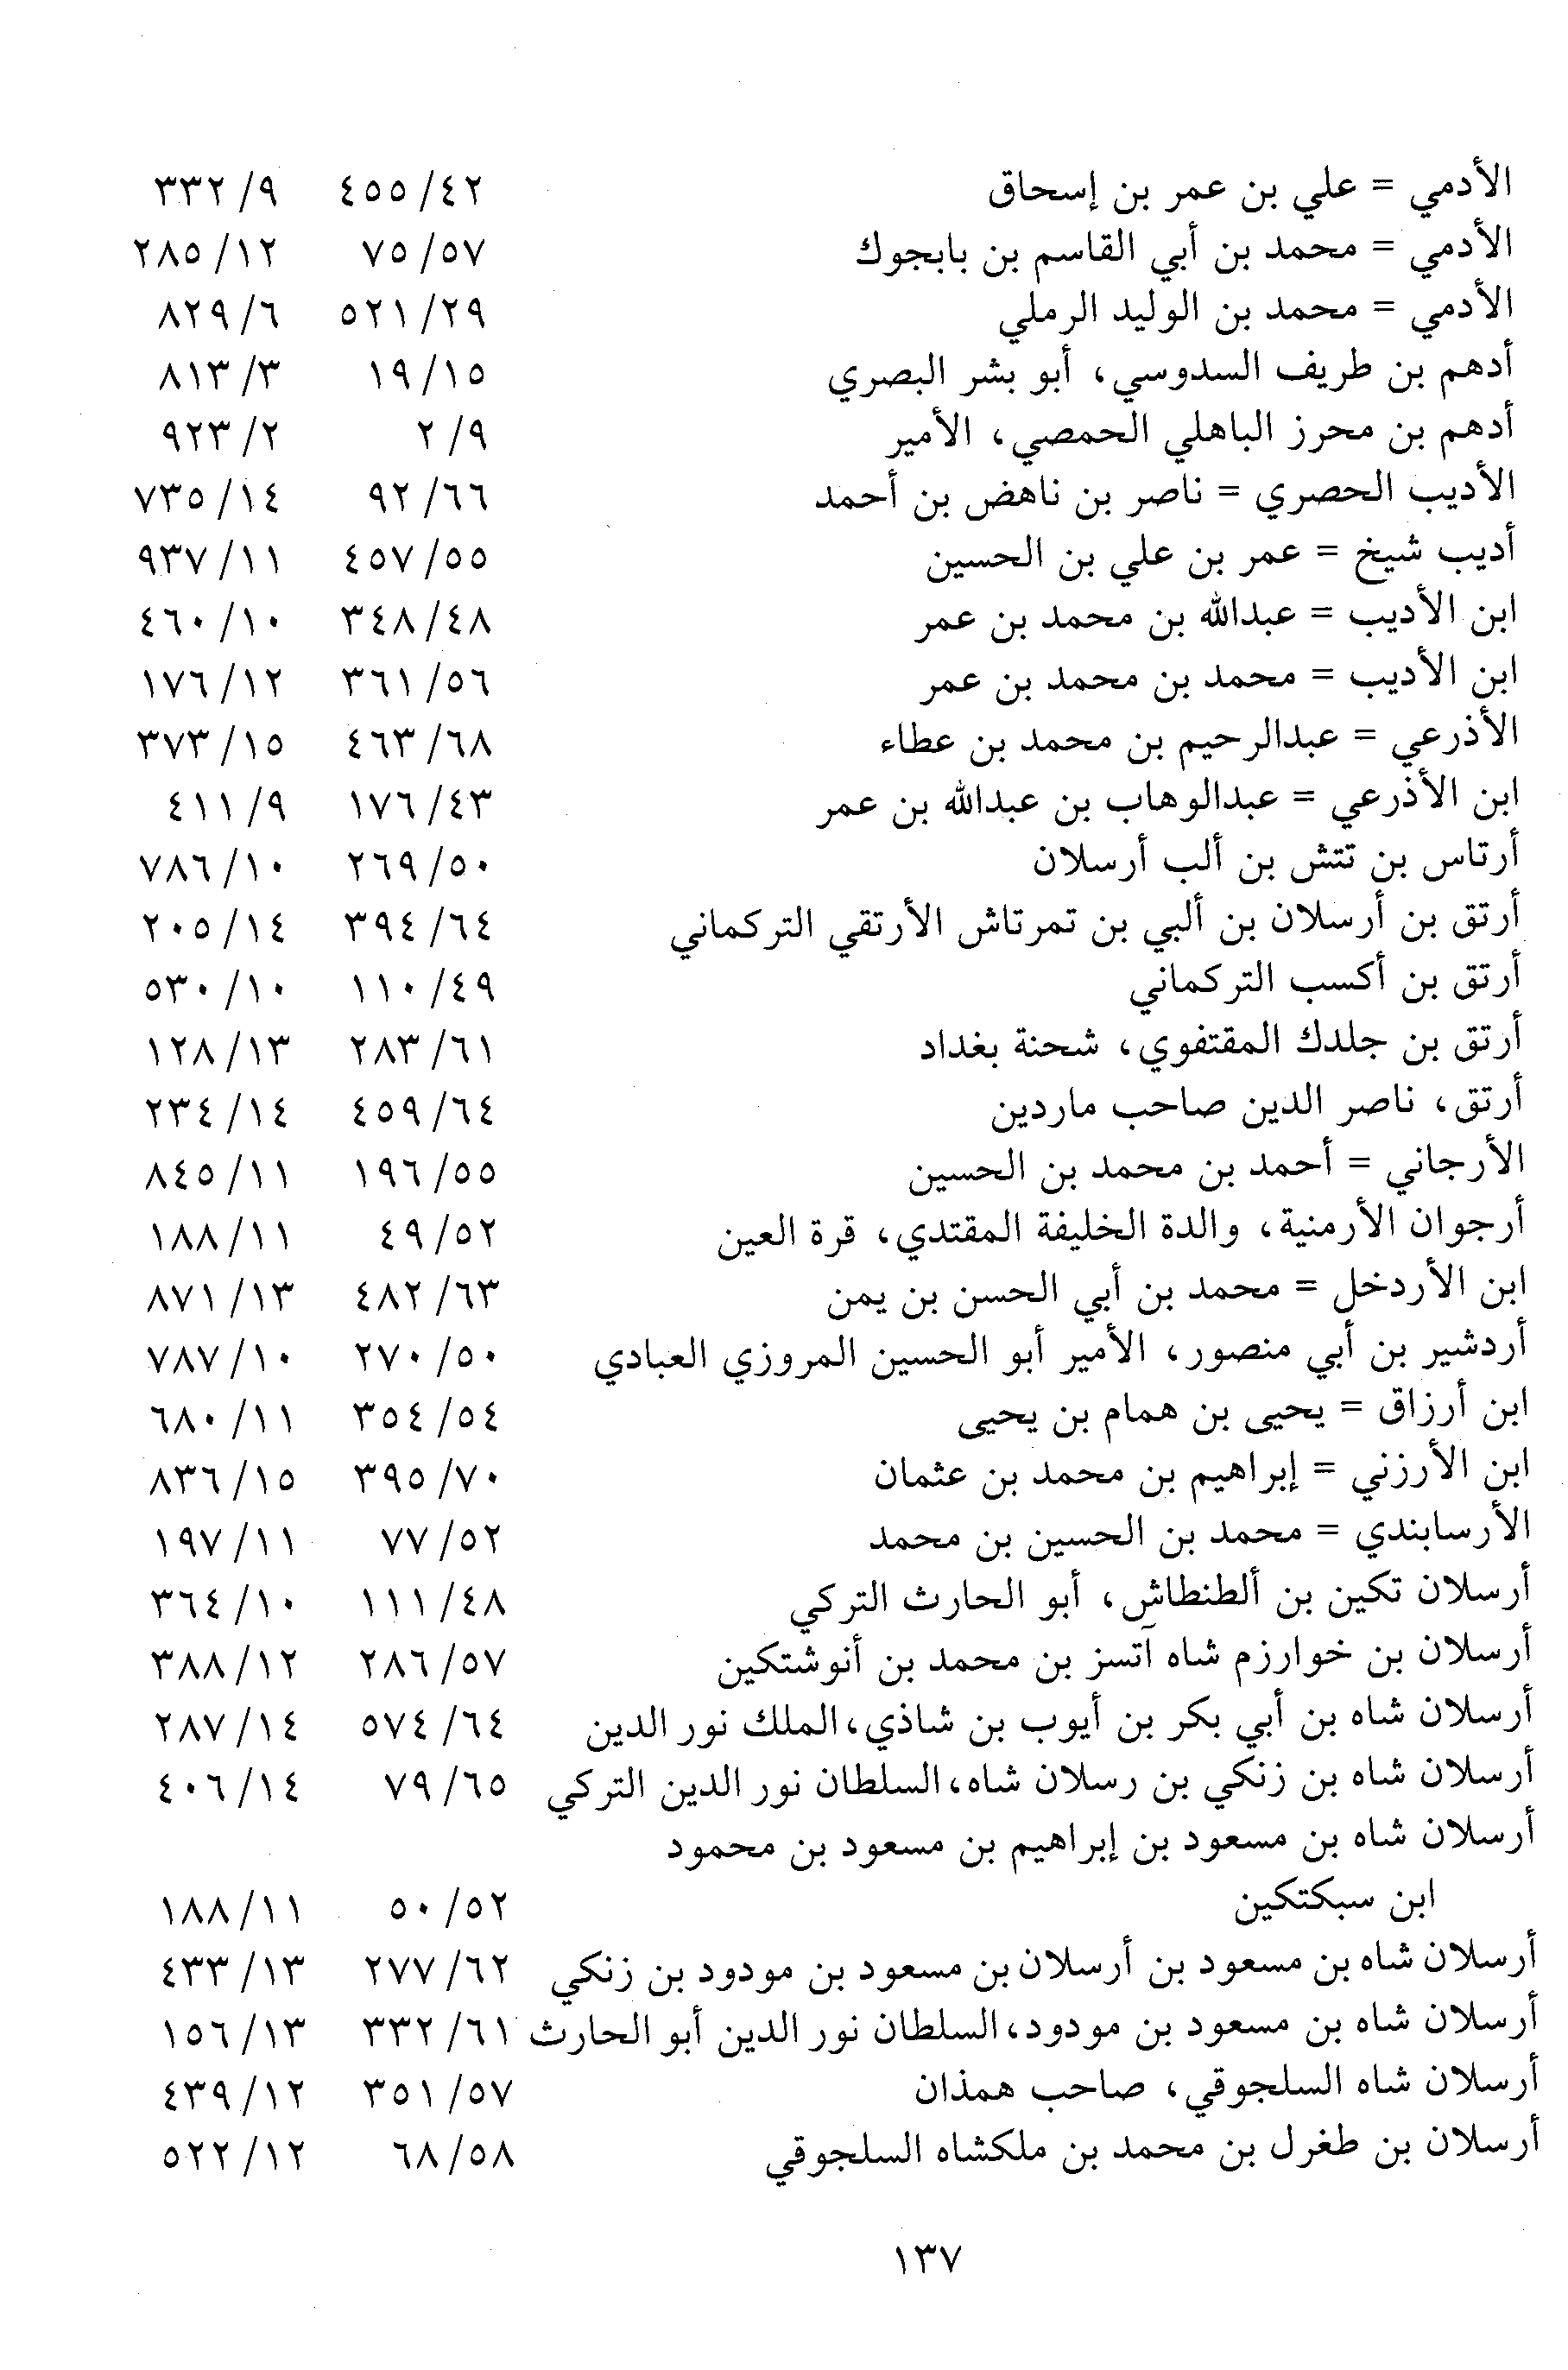 الأدمي = علي بن عمر بن إسحاق ٤٢/٤٥٥ ٩/٣٣٢
الأدمي = محمد بن أبي القاسم بن بابجوك ٥٧/٧٥ ١٢/٢٨٥
الأدمي = محمد بن الوليد الرملي ٢٩/٥٢١ ٦/٨٢٩
أدهم بن طريف السدوسي، أبو بشر البصري ١٥/١٩ ٣/٨١٣
أدهم بن محرز الباهلي الحمصي، الأمير ٩/٢ ٢/٩٢٣
الأديب الحصري = ناصر بن ناهض بن أحمد ٦٦/٩٢ ١٤/٧٣٥
أديب شيخ = عمر بن علي بن الحسين ٥٥/٤٥٧ ١١/٩٣٧
ابن الأديب = عبدالله بن محمد بن عمر ٤٨/٣٤٨ ١٠/٤٦٠
ابن الأديب = محمد بن محمد بن عمر ٥٦/٣٦١ ١٢/١٧٦
الأذرعي = عبدالرحيم بن محمد بن عطاء ٦٨/٤٦٣ ١٥/٣٧٣
ابن الأذرعي = عبدالوهاب بن عبدالله بن عمر ٤٣/١٧٦ ٩/٤١١
أرتاس بن تتش بن ألب أرسلان ٥٠/٢٦٩ ١٠/٧٨٦
أرتق بن أرسلان بن ألبي بن تمرتاش الأرتقي التركماني ٦٤/٣٩٤ ١٤/٢٠٥
أرتق بن أكسب التركماني ٤٩/١١٠ ١٠/٥٣٠
أرتق بن جلدك المقتفوي، شحنة بغداد ٦١/٢٨٣ ١٣/١٢٨
أرتق، ناصر الدين صاحب ماردين ٦٤/٤٥٩ ١٤/٢٣٤
الأرجاني = أحمد بن محمد بن الحسين ٥٥/١٩٦ ١١/٨٤٥
أرجوان الأرمنية، والدة الخليفة المقتدي، قرة العين ٥٢/٤٩ ١١/١٨٨
ابن الأردخل = محمد بن أبي الحسن بن يمن ٦٣/٤٨٢ ١٣/٨٧١
أردشير بن أبي منصور، الأمير أبو الحسين المروزي العبادي ٥٠/٢٧٠ ١٠/٧٨٧
ابن أرزاق = يحيى بن همام بن يحيى ٥٤/٣٥٤ ١١/٦٨٠
ابن الأرزني = إبراهيم بن محمد بن عثمان ٧٠/٣٩٥ ١٥/٨٣٦
الأرسابندي = محمد بن الحسين بن محمد ٥٢/٧٧ ١١/١٩٧
أرسلان تكين بن ألطنطاش، أبو الحارث التركي ٤٨/١١١ ١٠/٣٦٤
أرسلان بن خوارزم شاه آتسز بن محمد بن أنوشتكين ٥٧/٢٨٦ ١٢/٣٨٨
أرسلان شاه بن أبي بكر بن أيوب بن شاذي، الملك نور الدين ٦٤/٥٧٤ ١٤/٢٨٧
أرسلان شاه بن زنكي بن رسلان شاه، السلطان نور الدين التركي ٦٥/٧٩ ١٤/٤٠٦
أرسلان شاه بن مسعود بن إبراهيم بن مسعود بن محمود
ابن سبكتكين ٥٢/٥٠ ١١/١٨٨
أرسلان شاه بن مسعود بن أرسلان بن مسعود بن مودود بن زنكي ٦٢/٢٧٧ ١٣/٤٣٣
أرسلان شاه بن مسعود بن مودود، السلطان نور الدين أبو الحارث ٦١/٣٣٢ ١٣/١٥٦
أرسلان شاه السلجوقي، صاحب همذان ٥٧/٣٥١ ١٢/٤٣٩
أرسلان بن طغرل بن محمد بن ملكشاه السلجوقي ٥٨/٦٨ ١٢/٥٢٢
١٣٧